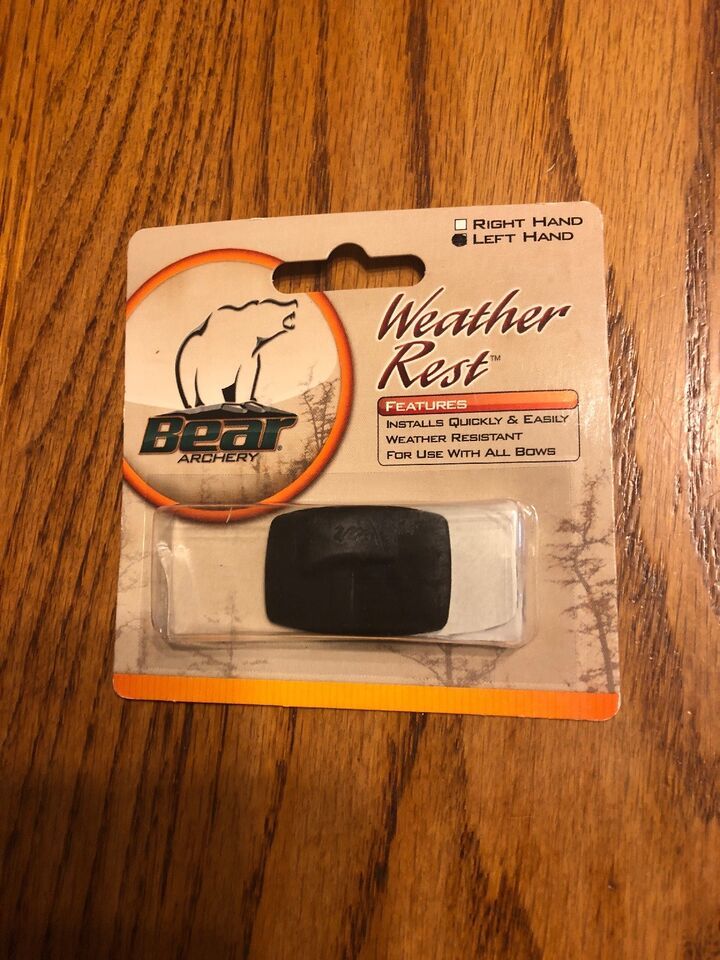 Right Hand
Left Hand
Bear®
Archery
Weather
Rest™
Features
Installs Quickly & Easily
Weather Resistant
For Use With All Bows